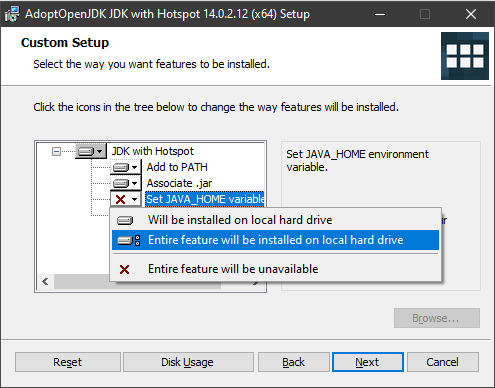 AdoptOpenJDK JDK with Hotspot 14.0.2.12 (x64) Setup
Custom Setup
Select the way you want features to be installed.
Click the icons in the tree below to change the way features will be installed.
JDK with Hotspot
Add to PATH
Associate .jar
Set JAVA_HOME variable
Set JAVA_HOME environment
variable.
Will be installed on local hard drive
Entire feature will be installed on local hard drive
Entire feature will be unavailable
Browse...
Reset
Disk Usage
Back
Next
Cancel